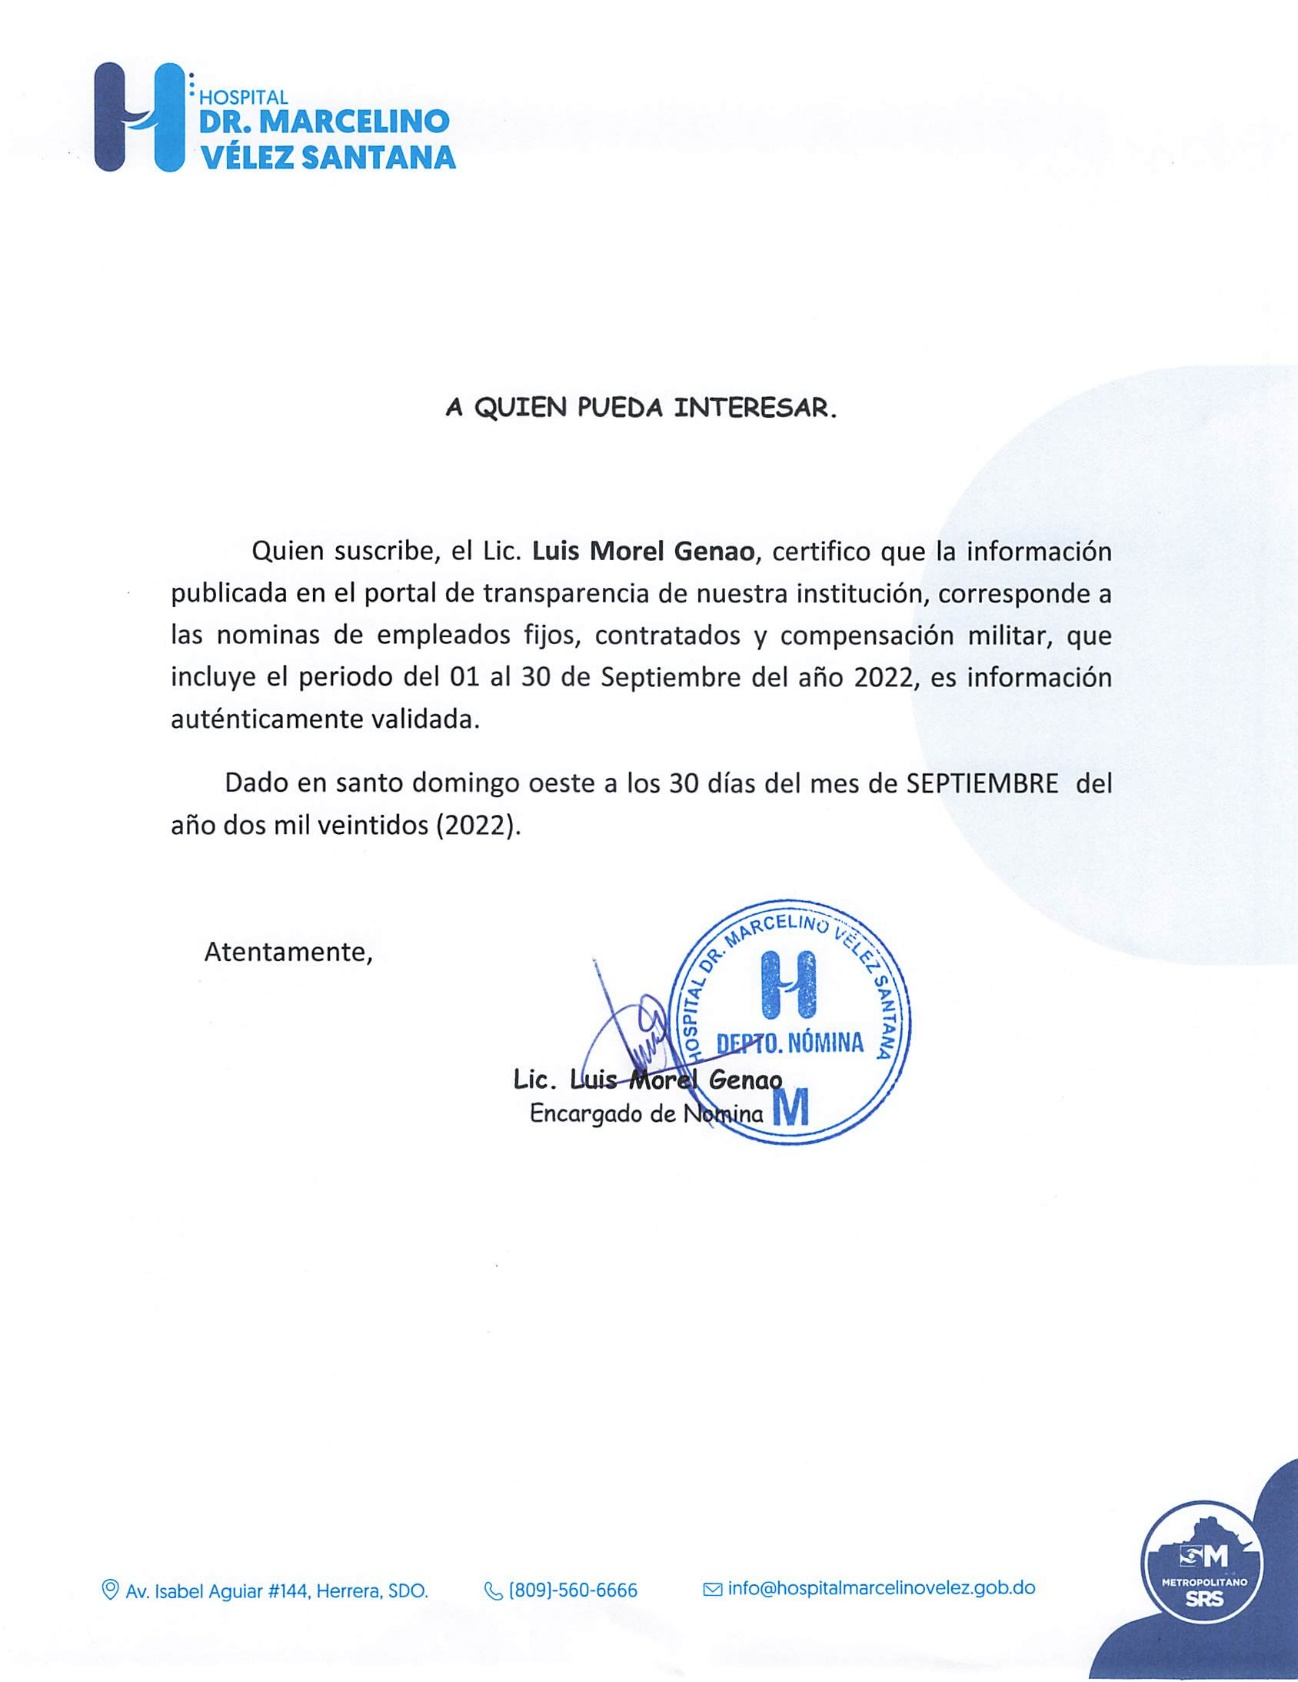 HOSPITAL
DR. MARCELINO
VÉLEZ SANTANA
A QUIEN PUEDA INTERESAR.
Quien suscribe, el Lic. Luis Morel Genao, certifico que la información
publicada en el portal de transparencia de nuestra institución, corresponde a
las nominas de empleados fijos, contratados y compensación militar, que
incluye el periodo del 01 al 30 de Septiembre del año 2022, es información
auténticamente validada.
Dado en santo domingo oeste a los 30 días del mes de SEPTIEMBRE del
año dos mil veintidos (2022).
Atentamente,
HOSPITAL DR. MARCELINO VÉLEZ SANTANA
H
DEPTO. NÓMINA
M
Lic. Luis Morel Genao
Encargado de Nomina
M
METROPOLITANO
SRS
Av. Isabel Aguiar #144, Herrera, SDO.
(809)-560-6666
info@hospitalmarcelinovelez.gob.do